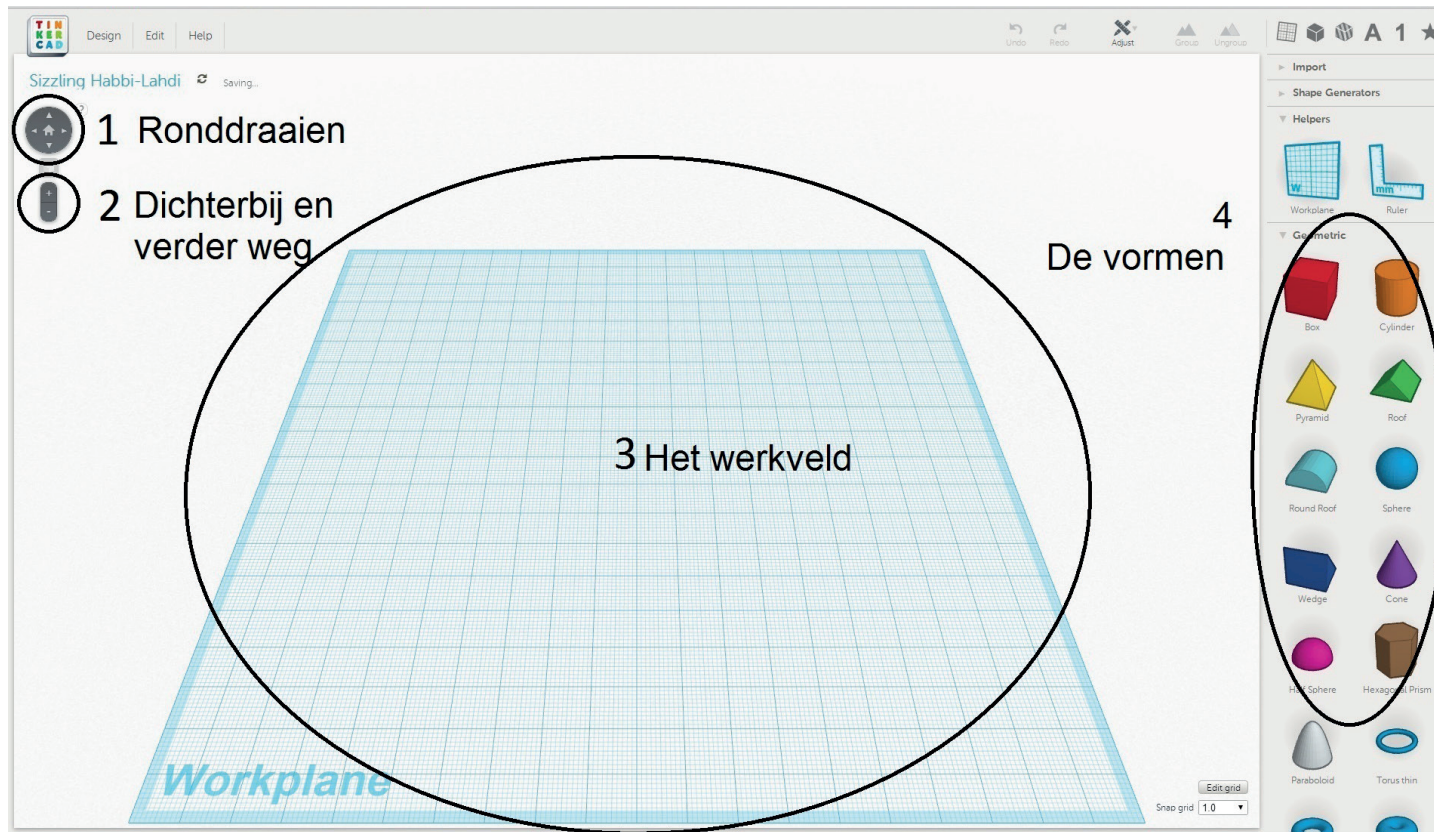 TIN
KER
CAD
Design Edit Help
Undo Redo Adjust Group Ungroup
A 1
Sizzling Habbi-Lahdi Saving...
?
1 Ronddraaien
2 Dichterbij en
verder weg
3 Het werkveld
4
De vormen
Workplane
Edit grid
Snap grid 1.0
Import
Shape Generators
Helpers
W
mm
Workplane Ruler
Geometric
Box Cylinder
Pyramid Roof
Round Roof Sphere
Wedge Cone
Half Sphere Hexagonal Prism
Paraboloid Torus thin